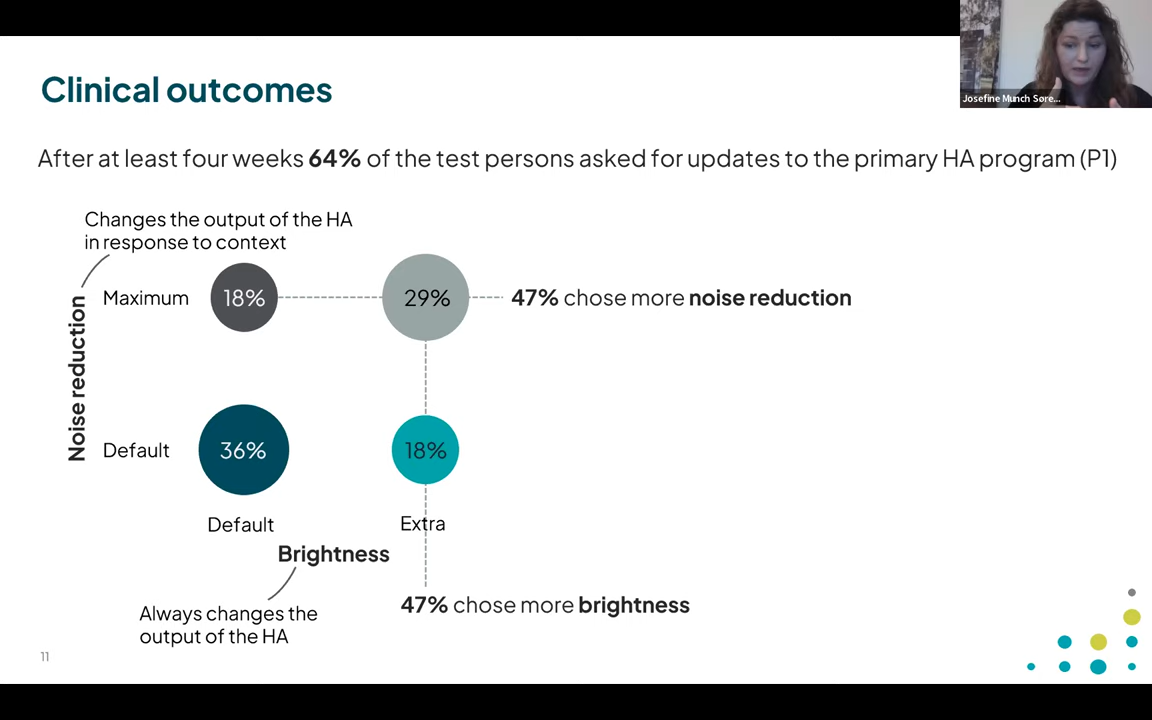 Josefine Munch Søre...
Clinical outcomes
After at least four weeks 64% of the test persons asked for updates to the primary HA program (P1)
Changes the output of the HA
in response to context
Noise reduction
Maximum
18%
29%
47% chose more noise reduction
Default
36%
18%
Default
Extra
Brightness
Always changes the
output of the HA
47% chose more brightness
11